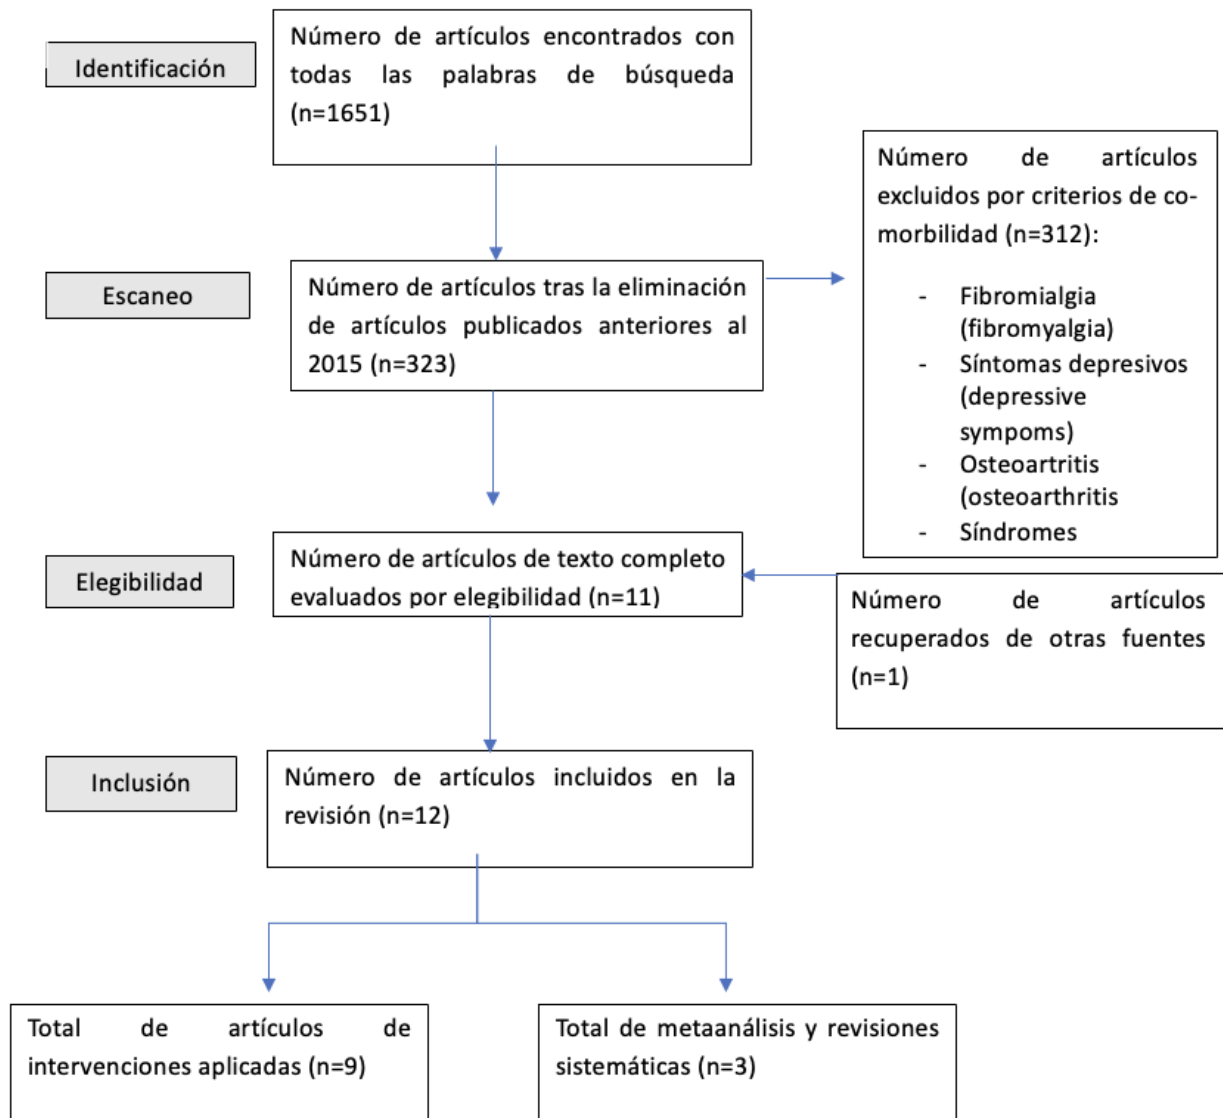 Identificación
Número de artículos encontrados con
todas las palabras de búsqueda
(n=1651)
Número de artículos
excluidos por criterios de co-
morbilidad (n=312):
- Fibromialgia
(fibromyalgia)
- Síntomas depresivos
(depressive
sympoms)
- Osteoartritis
(osteoarthritis
- Síndromes
Escaneo
Número de artículos tras la eliminación
de artículos publicados anteriores al
2015 (n=323)
Elegibilidad
Número de artículos de texto completo
evaluados por elegibilidad (n=11)
Número de artículos
recuperados de otras fuentes
(n=1)
Inclusión
Número de artículos incluidos en la
revisión (n=12)
Total de artículos de
intervenciones aplicadas (n=9)
Total de metaanálisis y revisiones
sistemáticas (n=3)